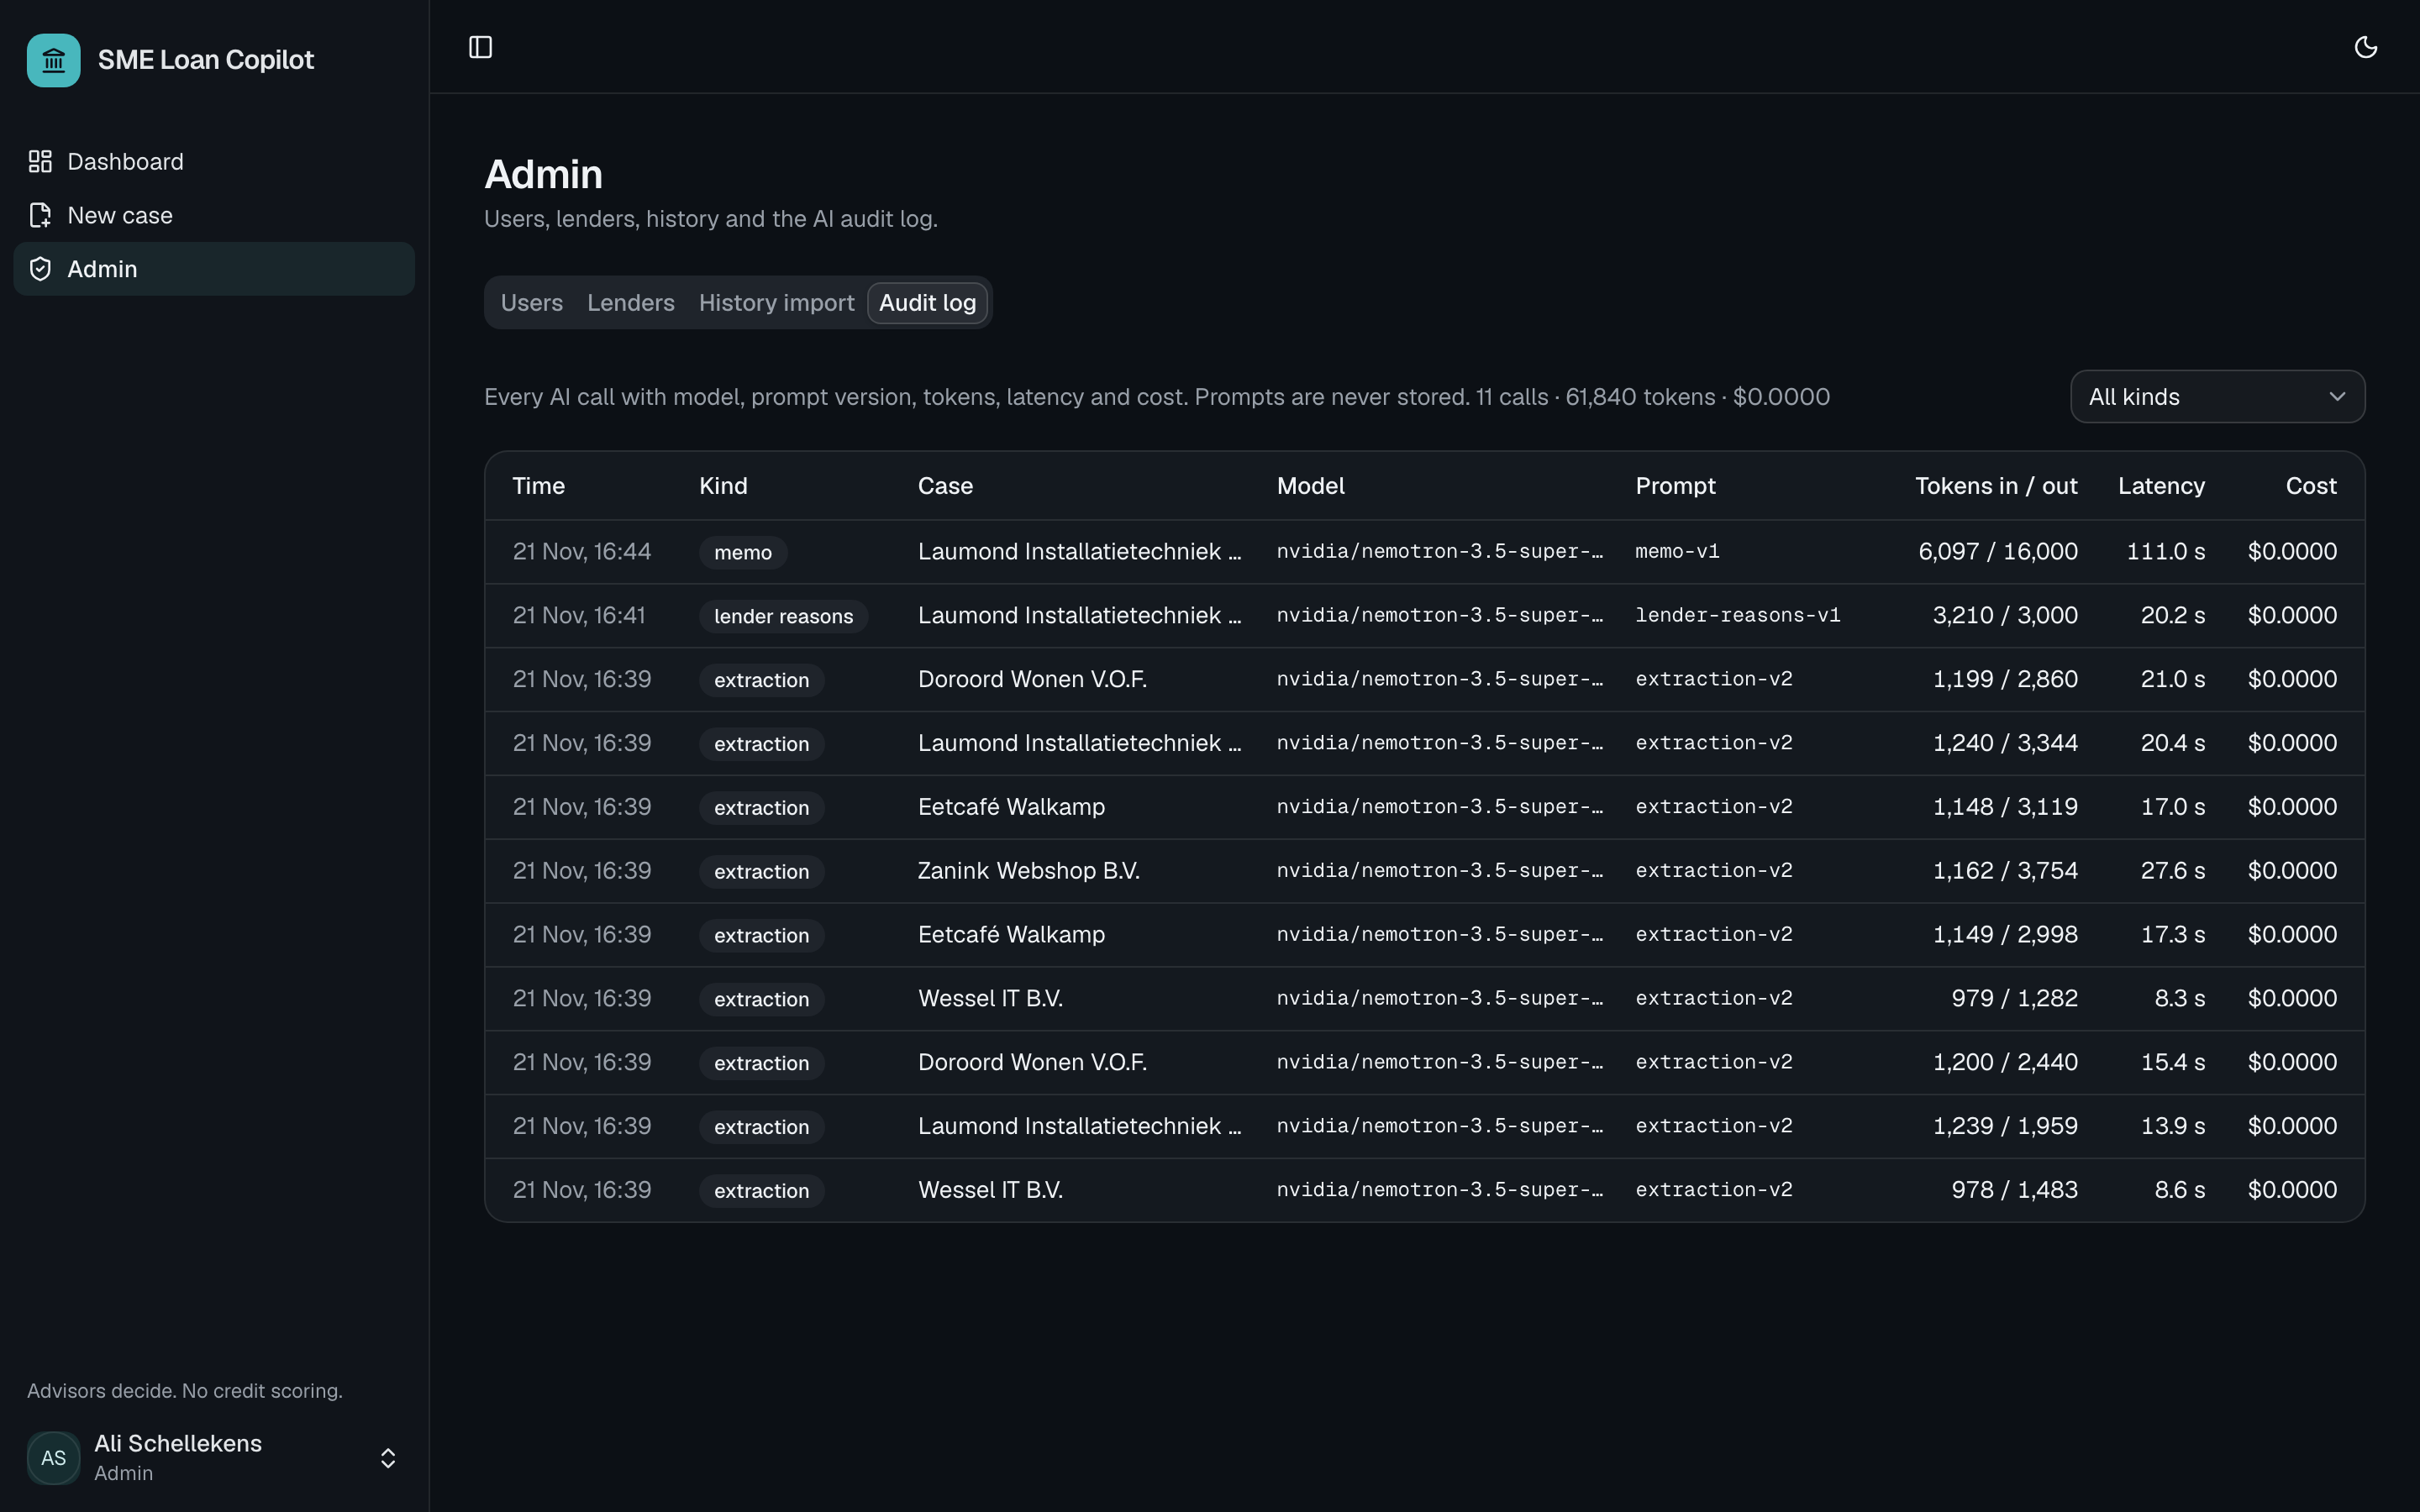 SME Loan Copilot
Dashboard
New case
Admin
Admin
Users, lenders, history and the AI audit log.
Users Lenders History import Audit log
Every AI call with model, prompt version, tokens, latency and cost. Prompts are never stored. 11 calls · 61,840 tokens · $0.0000
All kinds
Time Kind Case Model Prompt Tokens in / out Latency Cost
21 Nov, 16:44 memo Laumond Installatietechniek ... nvidia/nemotron-3.5-super-... memo-v1 6,097 / 16,000 111.0 s $0.0000
21 Nov, 16:41 lender reasons Laumond Installatietechniek ... nvidia/nemotron-3.5-super-... lender-reasons-v1 3,210 / 3,000 20.2 s $0.0000
21 Nov, 16:39 extraction Doroord Wonen V.O.F. nvidia/nemotron-3.5-super-... extraction-v2 1,199 / 2,860 21.0 s $0.0000
21 Nov, 16:39 extraction Laumond Installatietechniek ... nvidia/nemotron-3.5-super-... extraction-v2 1,240 / 3,344 20.4 s $0.0000
21 Nov, 16:39 extraction Eetcafé Walkamp nvidia/nemotron-3.5-super-... extraction-v2 1,148 / 3,119 17.0 s $0.0000
21 Nov, 16:39 extraction Zanink Webshop B.V. nvidia/nemotron-3.5-super-... extraction-v2 1,162 / 3,754 27.6 s $0.0000
21 Nov, 16:39 extraction Eetcafé Walkamp nvidia/nemotron-3.5-super-... extraction-v2 1,149 / 2,998 17.3 s $0.0000
21 Nov, 16:39 extraction Wessel IT B.V. nvidia/nemotron-3.5-super-... extraction-v2 979 / 1,282 8.3 s $0.0000
21 Nov, 16:39 extraction Doroord Wonen V.O.F. nvidia/nemotron-3.5-super-... extraction-v2 1,200 / 2,440 15.4 s $0.0000
21 Nov, 16:39 extraction Laumond Installatietechniek ... nvidia/nemotron-3.5-super-... extraction-v2 1,239 / 1,959 13.9 s $0.0000
21 Nov, 16:39 extraction Wessel IT B.V. nvidia/nemotron-3.5-super-... extraction-v2 978 / 1,483 8.6 s $0.0000
Advisors decide. No credit scoring.
AS
Ali Schellekens
Admin